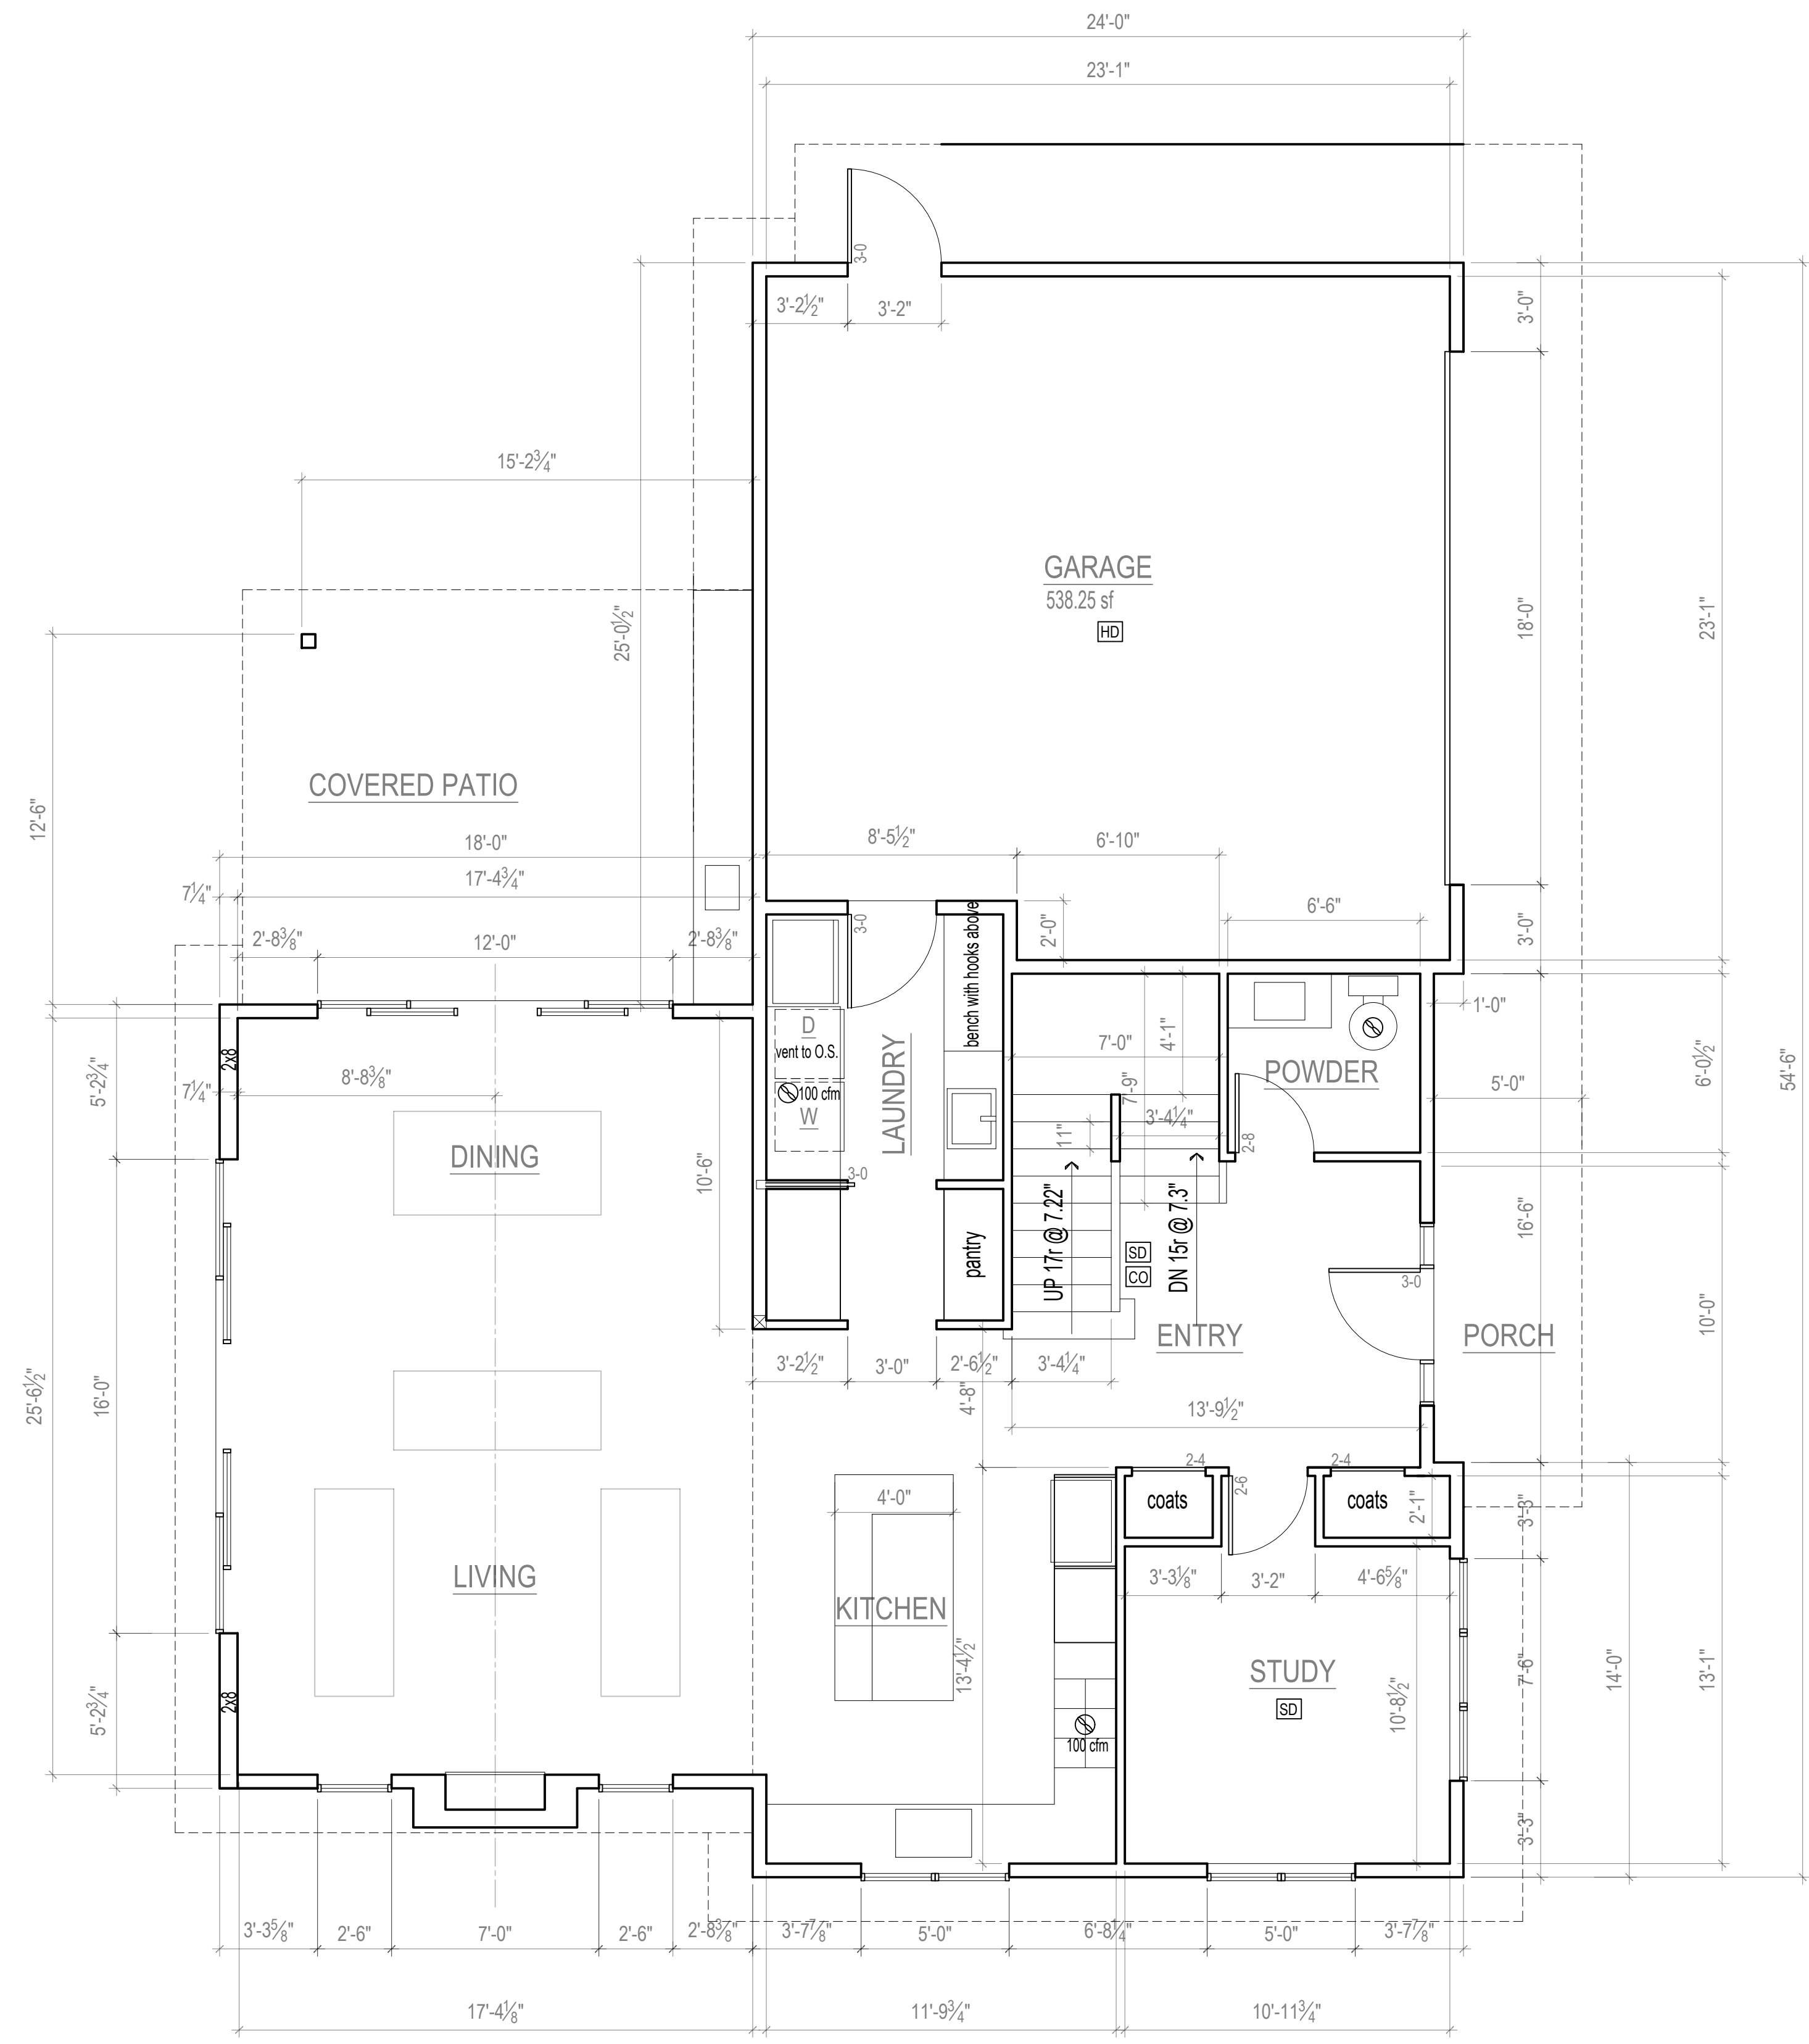 24'-0"
23'-1"
3-0
3'-2½"
3'-2"
3'-0"
15'-2¾"
GARAGE
538.25 sf
HD
25'-0½"
18'-0"
23'-1"
54'-6"
COVERED PATIO
12'-6"
18'-0"
8'-5½"
6'-10"
17'-4¾"
7¼"
6'-6"
2'-8⅜"
12'-0"
2'-8⅜"
3-0
bench with hooks above
2'-0"
3'-0"
1'-0"
2x8
D
vent to O.S.
7'-0"
4'-1"
POWDER
6'-0½"
5'-2¾"
7¼"
8'-8⅜"
100 cfm
W
LAUNDRY
7'-9"
3'-4¼"
11"
2-8
5'-0"
DINING
10'-6"
3-0
pantry
UP 17r @ 7.22"
SD
CO
DN 15r @ 7.3"
16'-6"
3-0
ENTRY
PORCH
10'-0"
3'-2½"
3'-0"
2'-6½"
3'-4¼"
4'-8"
25'-6½"
16'-0"
13'-9½"
2-4
2-4
2-6
4'-0"
coats
coats
2'-1"
3'-3"
LIVING
KITCHEN
3'-3⅛"
3'-2"
4'-6⅝"
13'-4½"
STUDY
SD
10'-8½"
7'-6"
14'-0"
13'-1"
5'-2¾"
2x8
100 cfm
3'-3"
3'-3⅝"
2'-6"
7'-0"
2'-6"
2'-8⅜"
3'-7⅞"
5'-0"
6'-8¼"
5'-0"
3'-7⅞"
17'-4⅛"
11'-9¾"
10'-11¾"